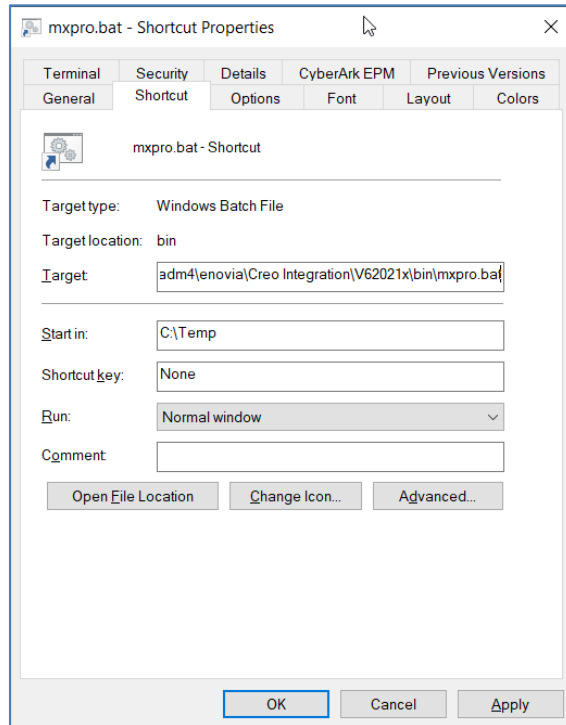 mxpro.bat - Shortcut Properties
Terminal Security Details CyberArk EPM Previous Versions
General Shortcut Options Font Layout Colors
mxpro.bat - Shortcut
Target type: Windows Batch File
Target location: bin
Target: adm4\enovia\Creo Integration\V62021x\bin\mxpro.bat
Start in: C:\Temp
Shortcut key: None
Run: Normal window
Comment:
Open File Location Change Icon... Advanced...
OK Cancel Apply